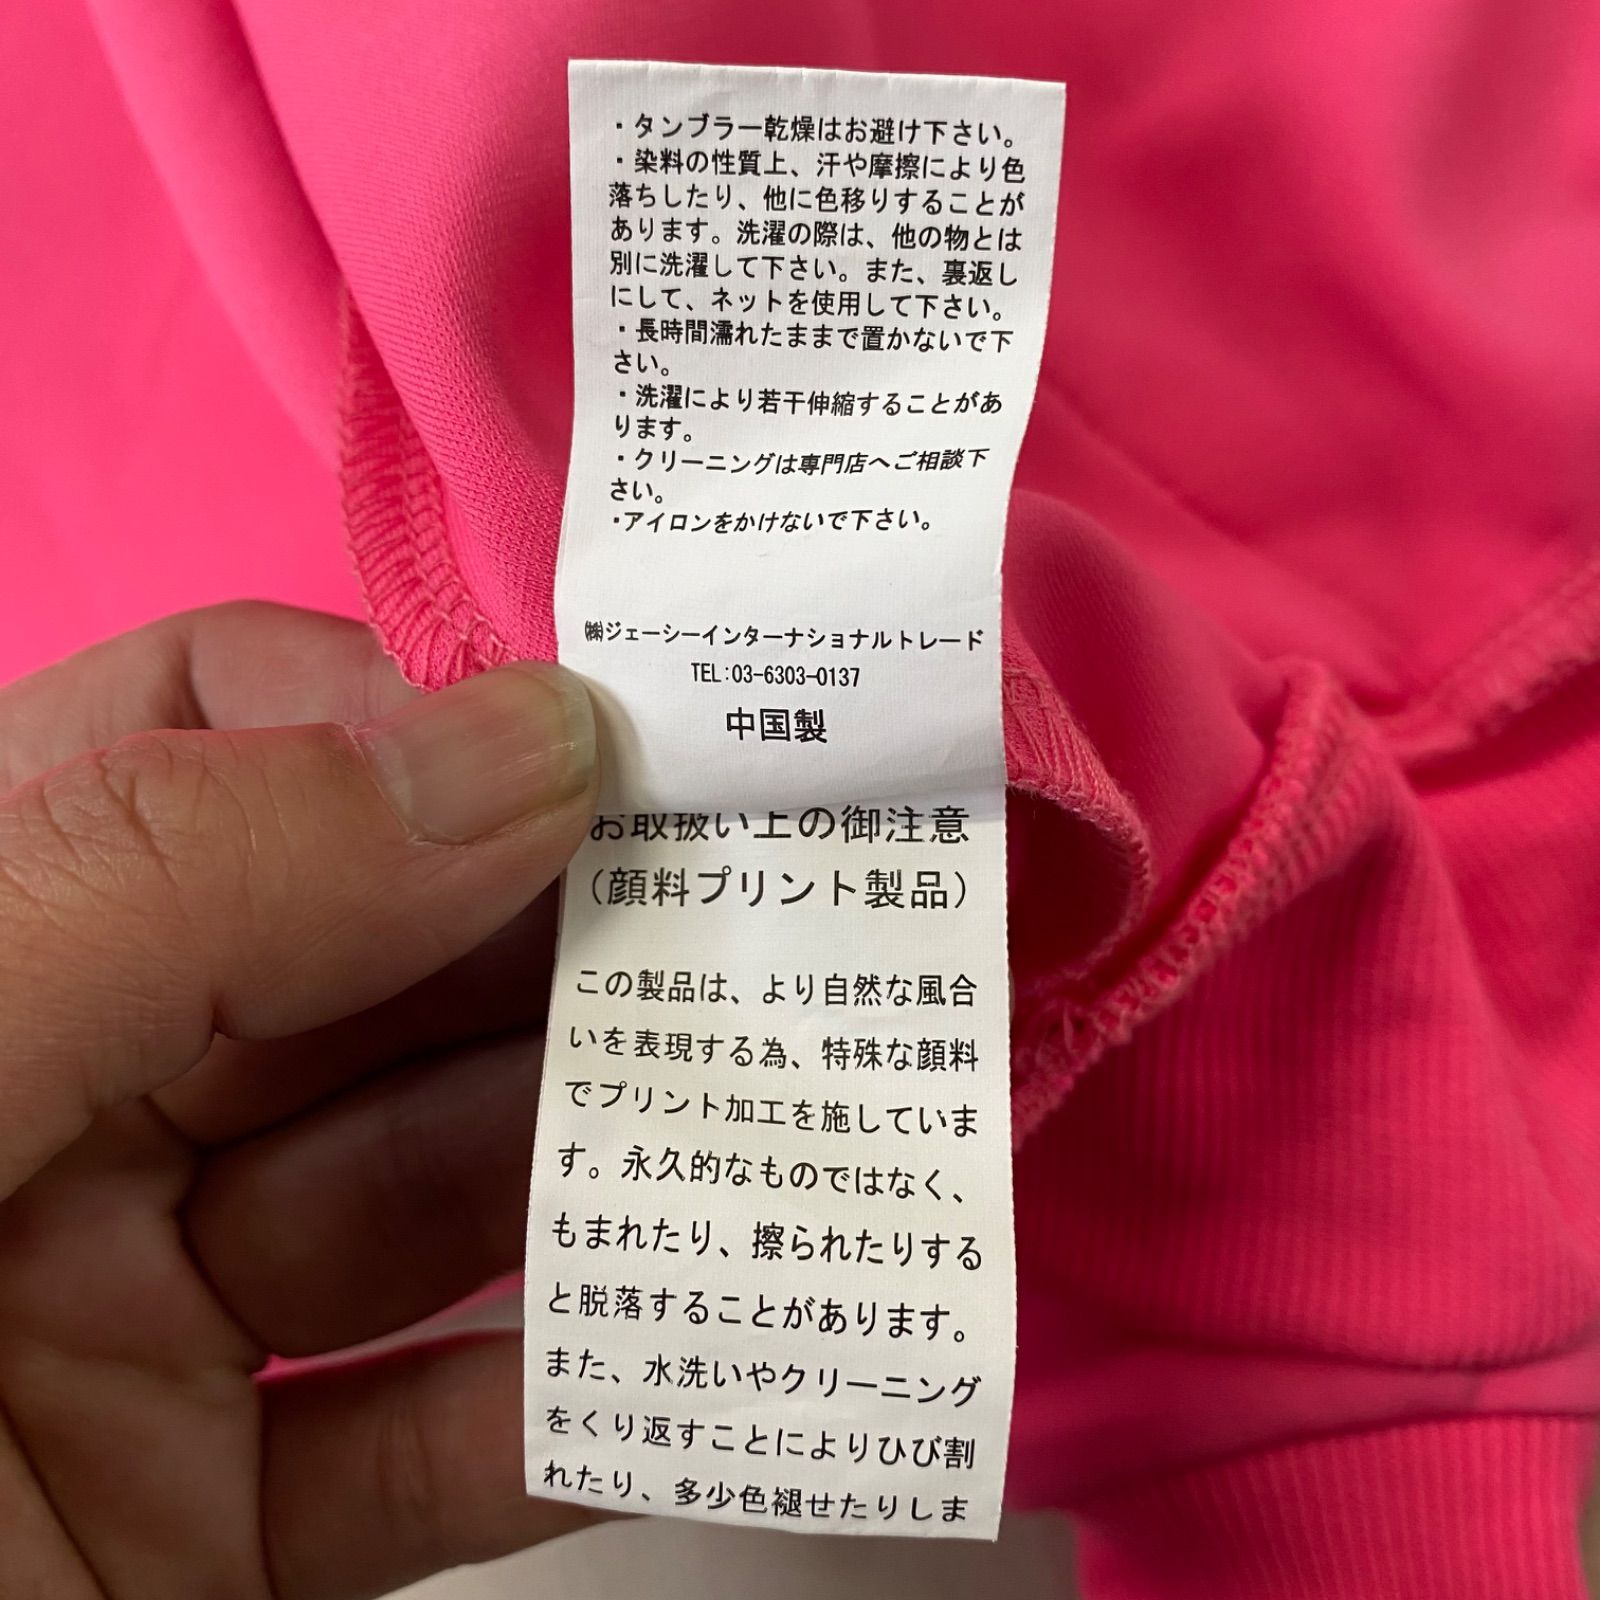 ・タンブラー乾燥はお避け下さい。
・染料の性質上、汗や摩擦により色
落ちしたり、他に色移りすることが
あります。洗濯の際は、他の物とは
別に洗濯して下さい。また、裏返し
にして、ネットを使用して下さい。
・長時間濡れたままで置かないで下
さい。
・洗濯により若干伸縮することがあ
ります。
・クリーニングは専門店へご相談下
さい。
・アイロンをかけないで下さい。
㈱ジェーシーインターナショナルトレード
TEL:03-6303-0137
中国製
お取扱い上の御注意
（顔料プリント製品）
この製品は、より自然な風合
いを表現する為、特殊な顔料
でプリント加工を施していま
す。永久的なものではなく、
もまれたり、擦られたりする
と脱落することがあります。
また、水洗いやクリーニング
をくり返すことによりひび割
れたり、多少色褪せたりしま